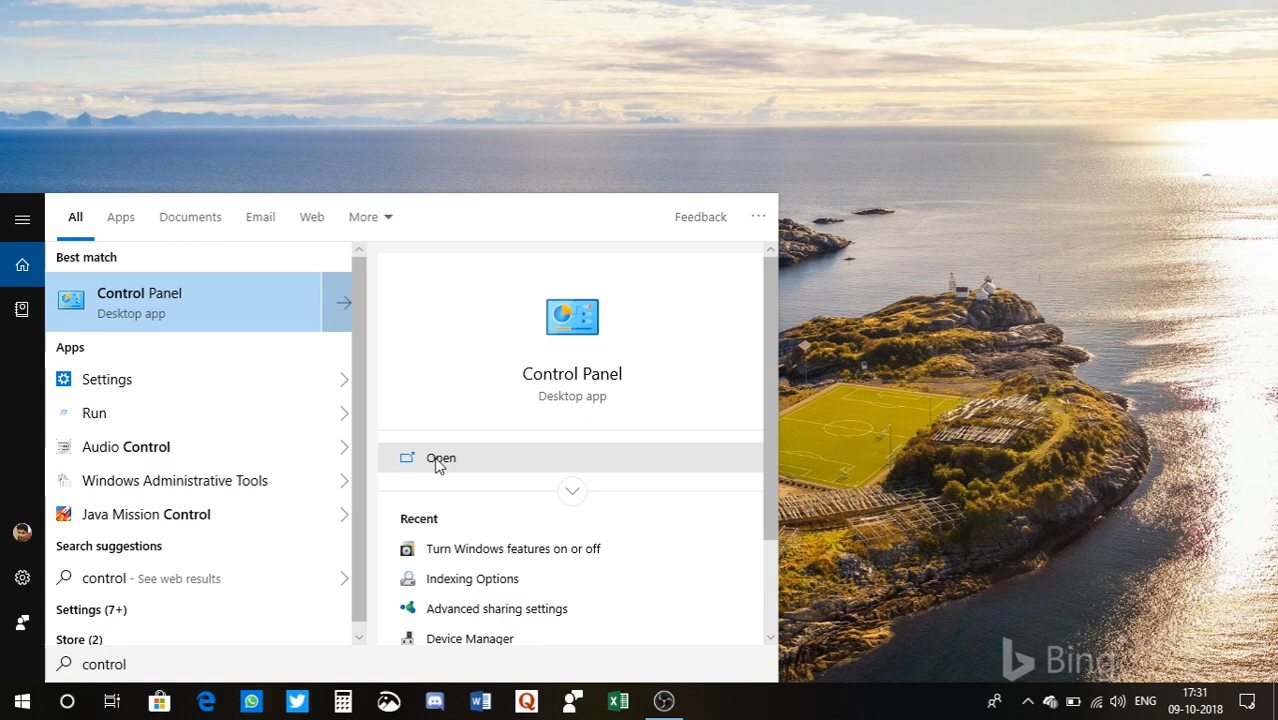 All
Apps
Documents
Email
Web
More
Feedback
Best match
Control Panel
Desktop app
Apps
Settings
Run
Audio Control
Windows Administrative Tools
Java Mission Control
Search suggestions
control - See web results
Settings (7+)
Store (2)
control
Control Panel
Desktop app
Open
Recent
Turn Windows features on or off
Indexing Options
Advanced sharing settings
Device Manager
Bing
ENG
17:31
09-10-2018